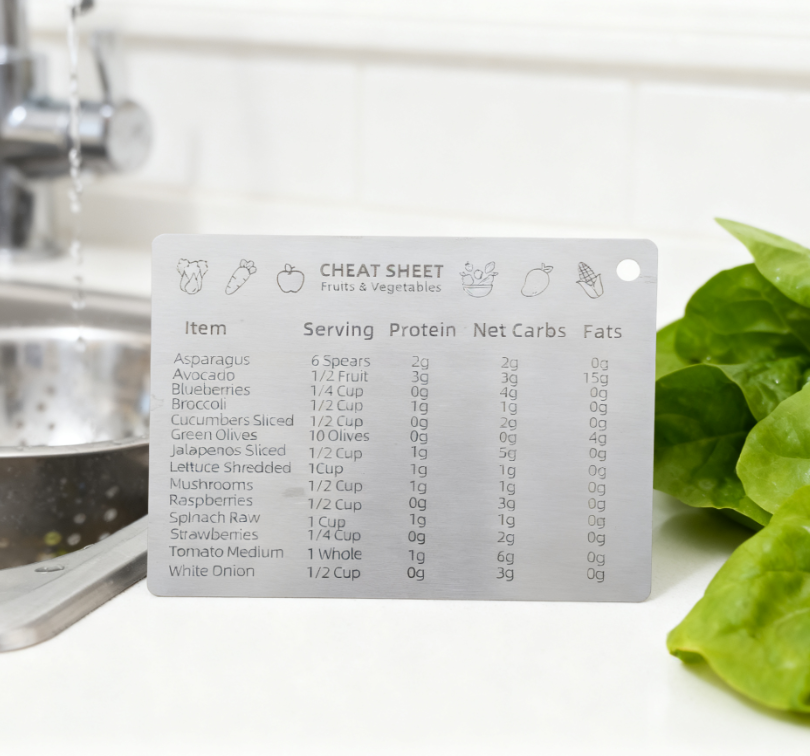 CHEAT SHEET
Fruits & Vegetables
Item Serving Protein Net Carbs Fats
Asparagus 6 Spears 2g 2g 0g
Avocado 1/2 Fruit 3g 3g 15g
Blueberries 1/4 Cup 0g 4g 0g
Broccoli 1/2 Cup 1g 1g 0g
Cucumbers Sliced 1/2 Cup 0g 2g 0g
Green Olives 10 Olives 0g 0g 4g
Jalapenos Sliced 1/2 Cup 1g 5g 0g
Lettuce Shredded 1Cup 1g 1g 0g
Mushrooms 1/2 Cup 1g 1g 0g
Raspberries 1/2 Cup 0g 3g 0g
Spinach Raw 1 Cup 1g 1g 0g
Strawberries 1/4 Cup 0g 2g 0g
Tomato Medium 1 Whole 1g 6g 0g
White Onion 1/2 Cup 0g 3g 0g